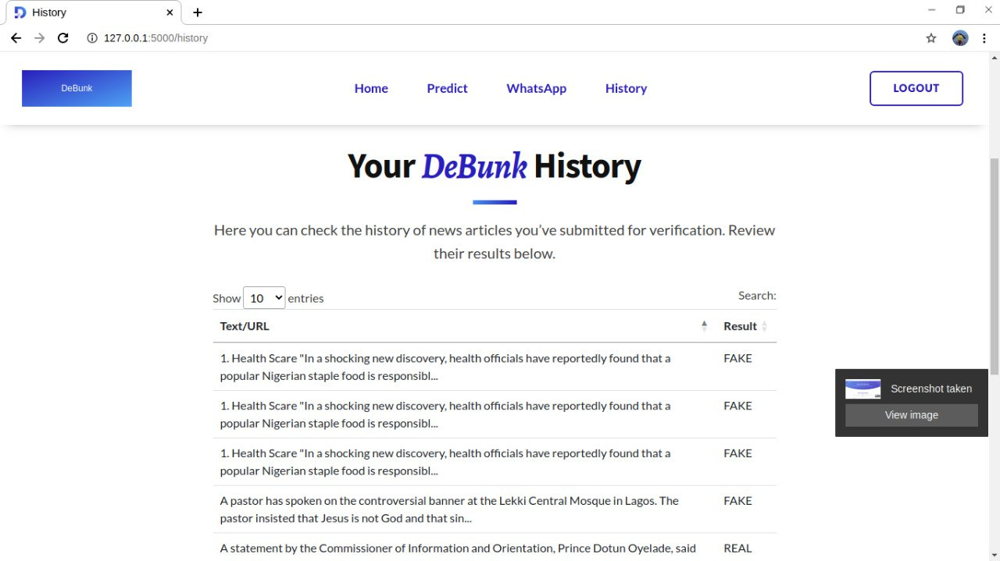 History
127.0.0.1:5000/history
DeBunk
Home
Predict
WhatsApp
History
LOGOUT
Your DeBunk History
Here you can check the history of news articles you’ve submitted for verification. Review
their results below.
Show 10 entries
Search:
Text/URL
Result
1. Health Scare "In a shocking new discovery, health officials have reportedly found that a
popular Nigerian staple food is responsibl...
FAKE
1. Health Scare "In a shocking new discovery, health officials have reportedly found that a
popular Nigerian staple food is responsibl...
FAKE
1. Health Scare "In a shocking new discovery, health officials have reportedly found that a
popular Nigerian staple food is responsibl...
FAKE
A pastor has spoken on the controversial banner at the Lekki Central Mosque in Lagos. The
pastor insisted that Jesus is not God and that sin...
FAKE
A statement by the Commissioner of Information and Orientation, Prince Dotun Oyelade, said
REAL
Screenshot taken
View image